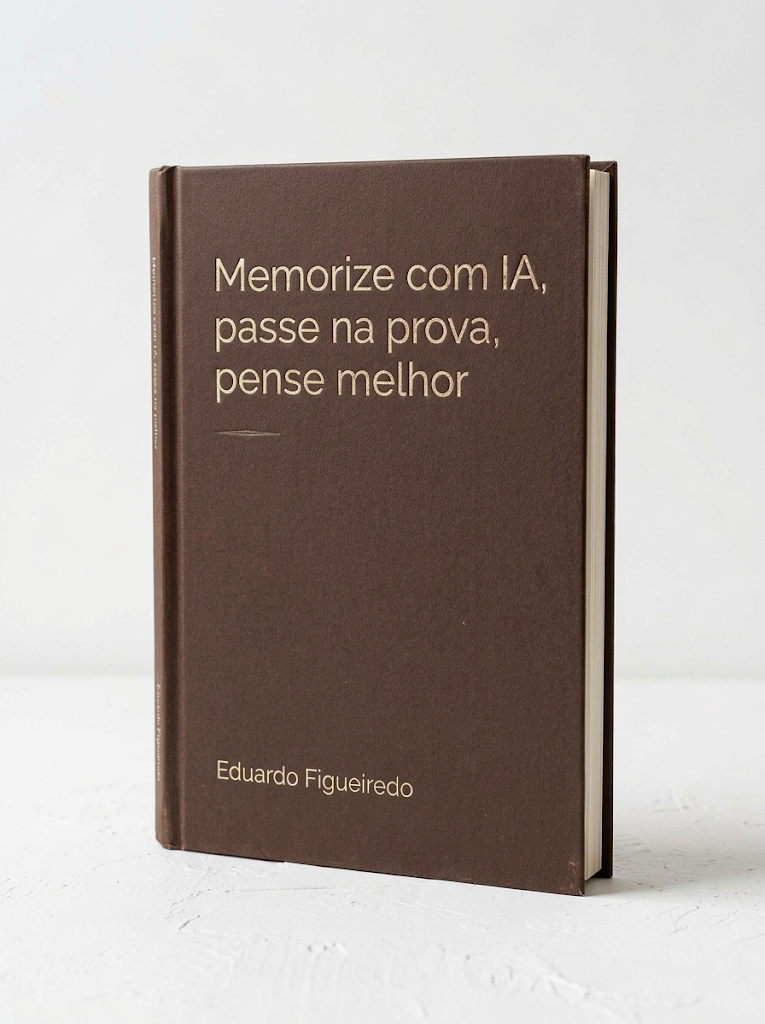 Memorize com IA,
passe na prova,
pense melhor
Eduardo Figueiredo